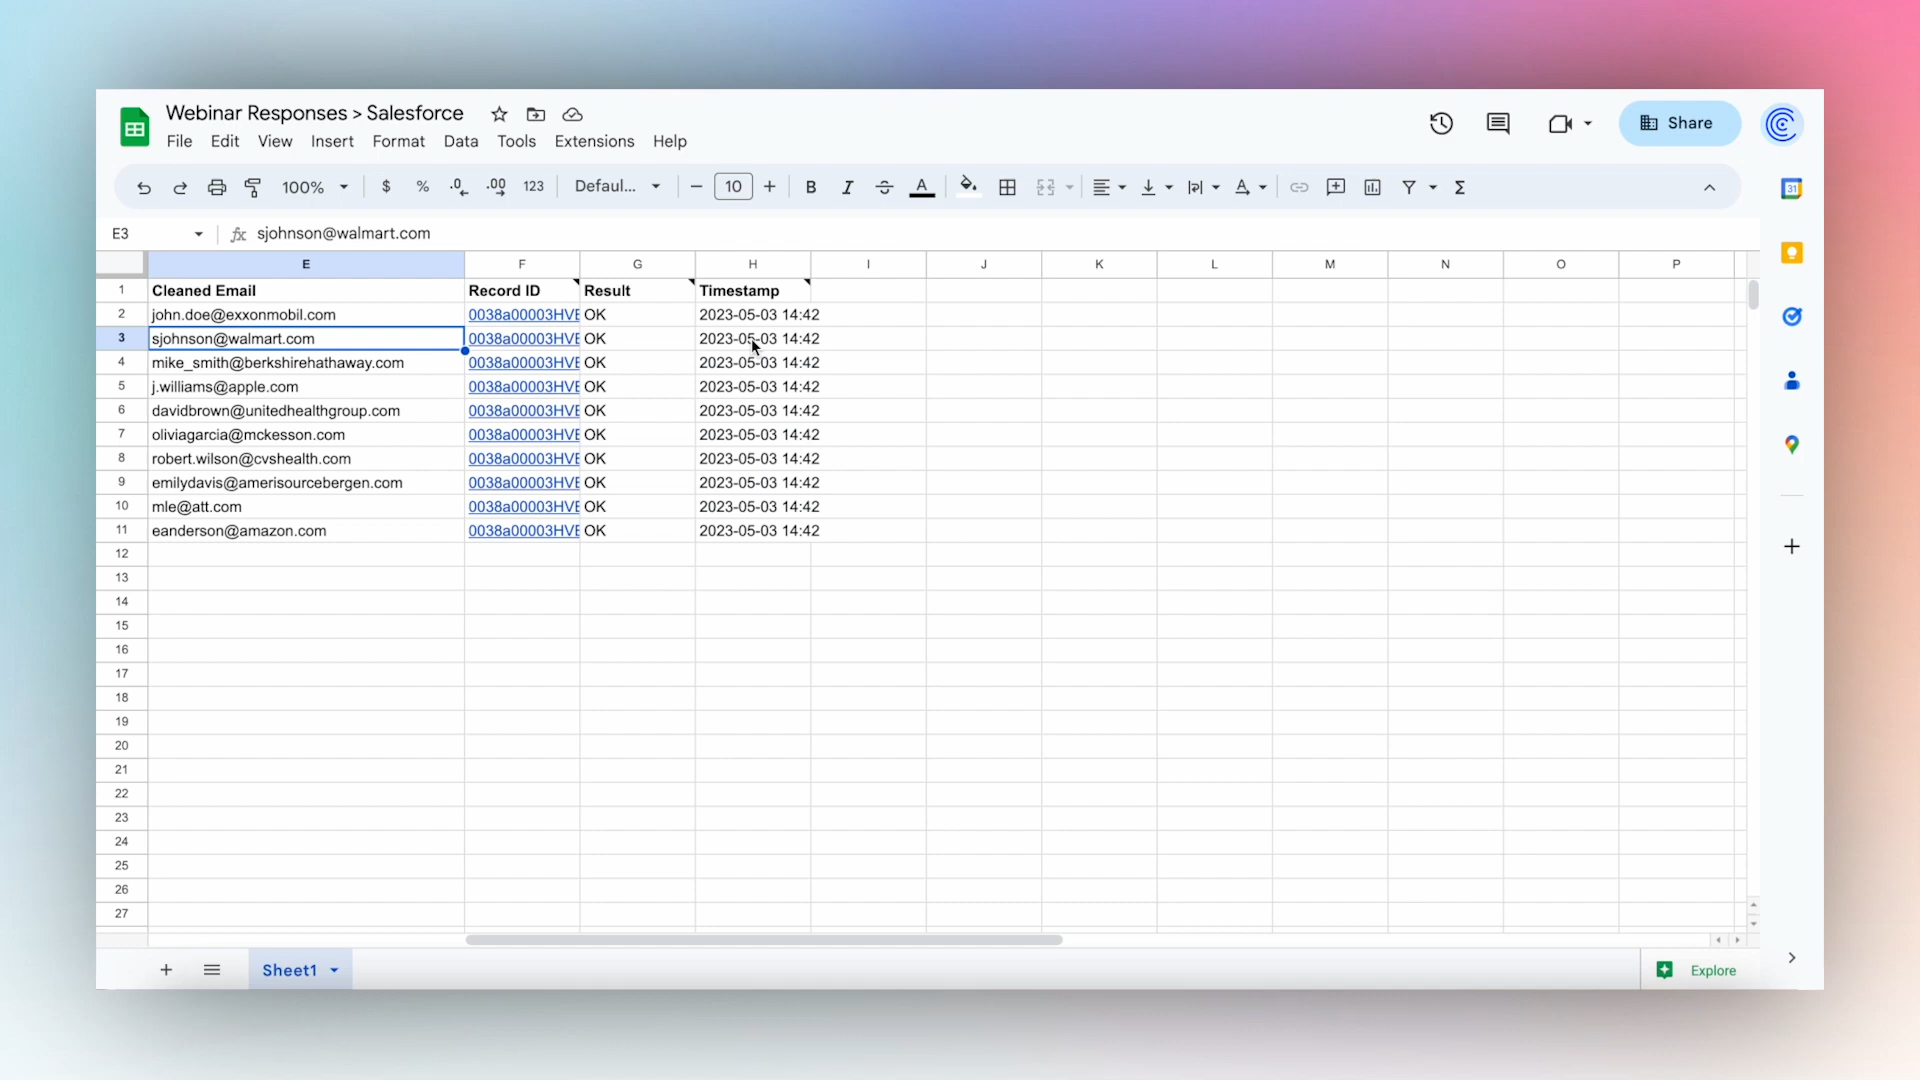 Webinar Responses > Salesforce
File Edit View Insert Format Data Tools Extensions Help
Share
100% $ % .0 .00 123 Defaul... 10 B I A Σ
31
E3 fx sjohnson@walmart.com
E F G H I J K L M N O P
1 Cleaned Email Record ID Result Timestamp
2 john.doe@exxonmobil.com 0038a00003HVE OK 2023-05-03 14:42
3 sjohnson@walmart.com 0038a00003HVE OK 2023-05-03 14:42
4 mike_smith@berkshirehathaway.com 0038a00003HVE OK 2023-05-03 14:42
5 j.williams@apple.com 0038a00003HVE OK 2023-05-03 14:42
6 davidbrown@unitedhealthgroup.com 0038a00003HVE OK 2023-05-03 14:42
7 oliviagarcia@mckesson.com 0038a00003HVE OK 2023-05-03 14:42
8 robert.wilson@cvshealth.com 0038a00003HVE OK 2023-05-03 14:42
9 emilydavis@amerisourcebergen.com 0038a00003HVE OK 2023-05-03 14:42
10 mle@att.com 0038a00003HVE OK 2023-05-03 14:42
11 eanderson@amazon.com 0038a00003HVE OK 2023-05-03 14:42
12
13
14
15
16
17
18
19
20
21
22
23
24
25
26
27
Sheet1
Explore